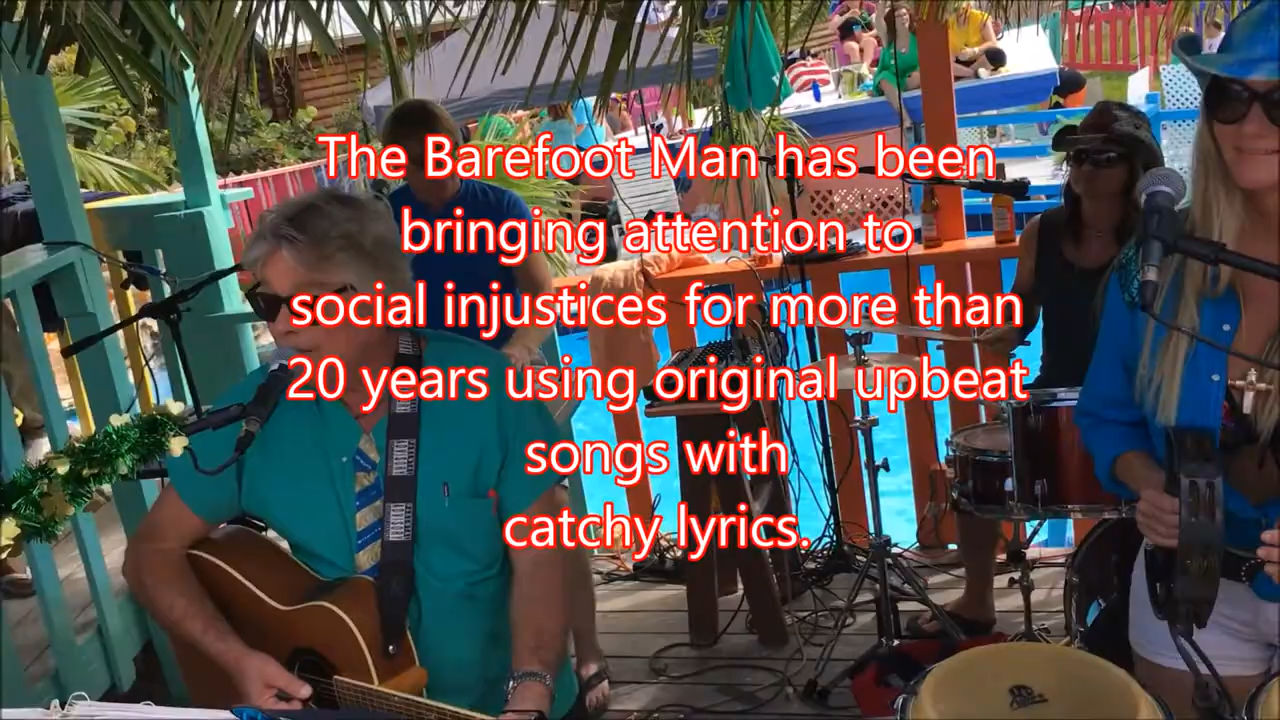 The Barefoot Man has been
bringing attention to
social injustices for more than
20 years using original upbeat
songs with
catchy lyrics.